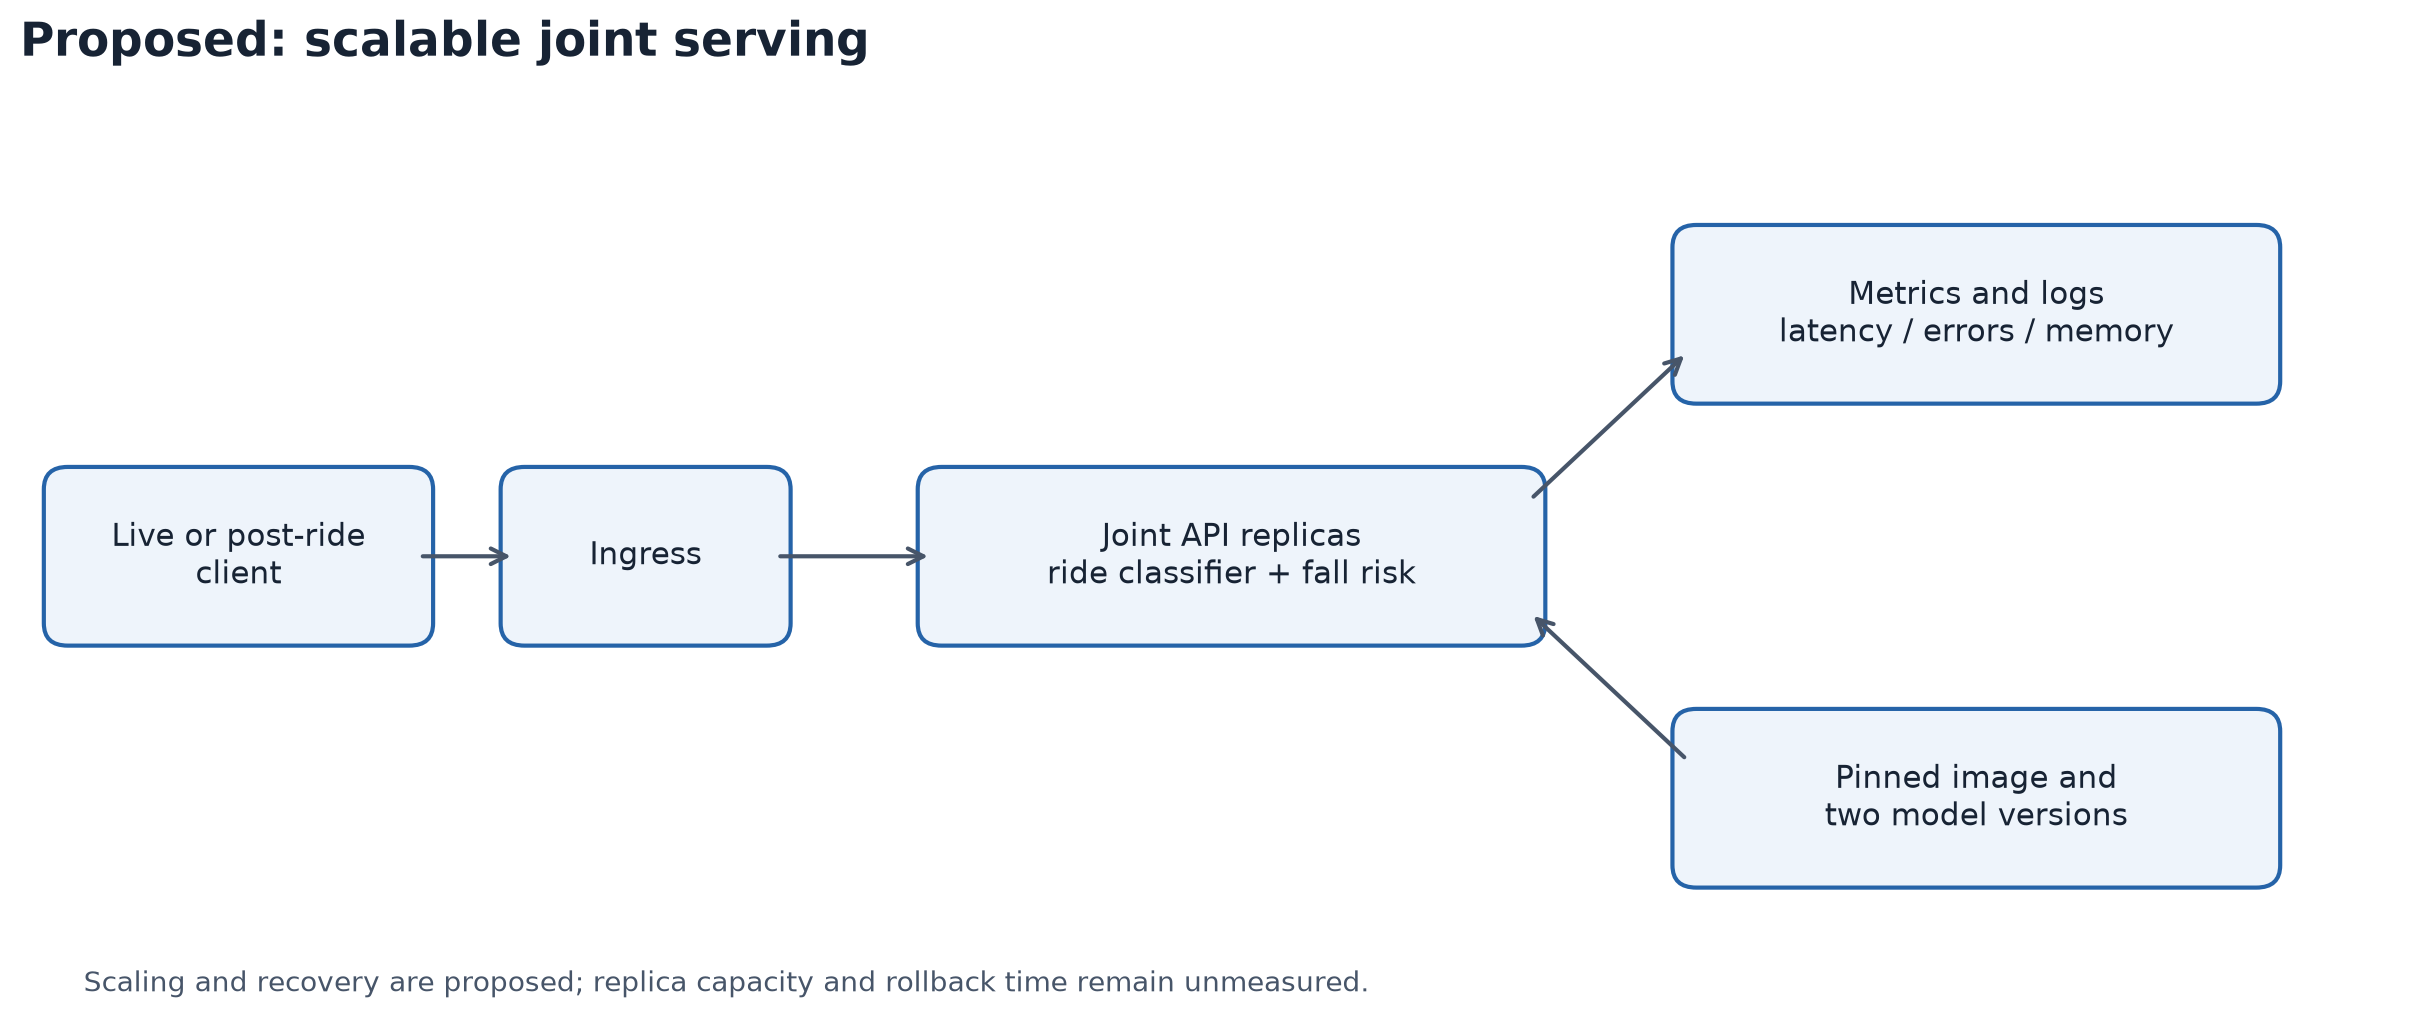 Proposed: scalable joint serving
Metrics and logs
latency / errors / memory
Live or post-ride
client
Ingress
Joint API replicas
ride classifier + fall risk
Pinned image and
two model versions
Scaling and recovery are proposed; replica capacity and rollback time remain unmeasured.